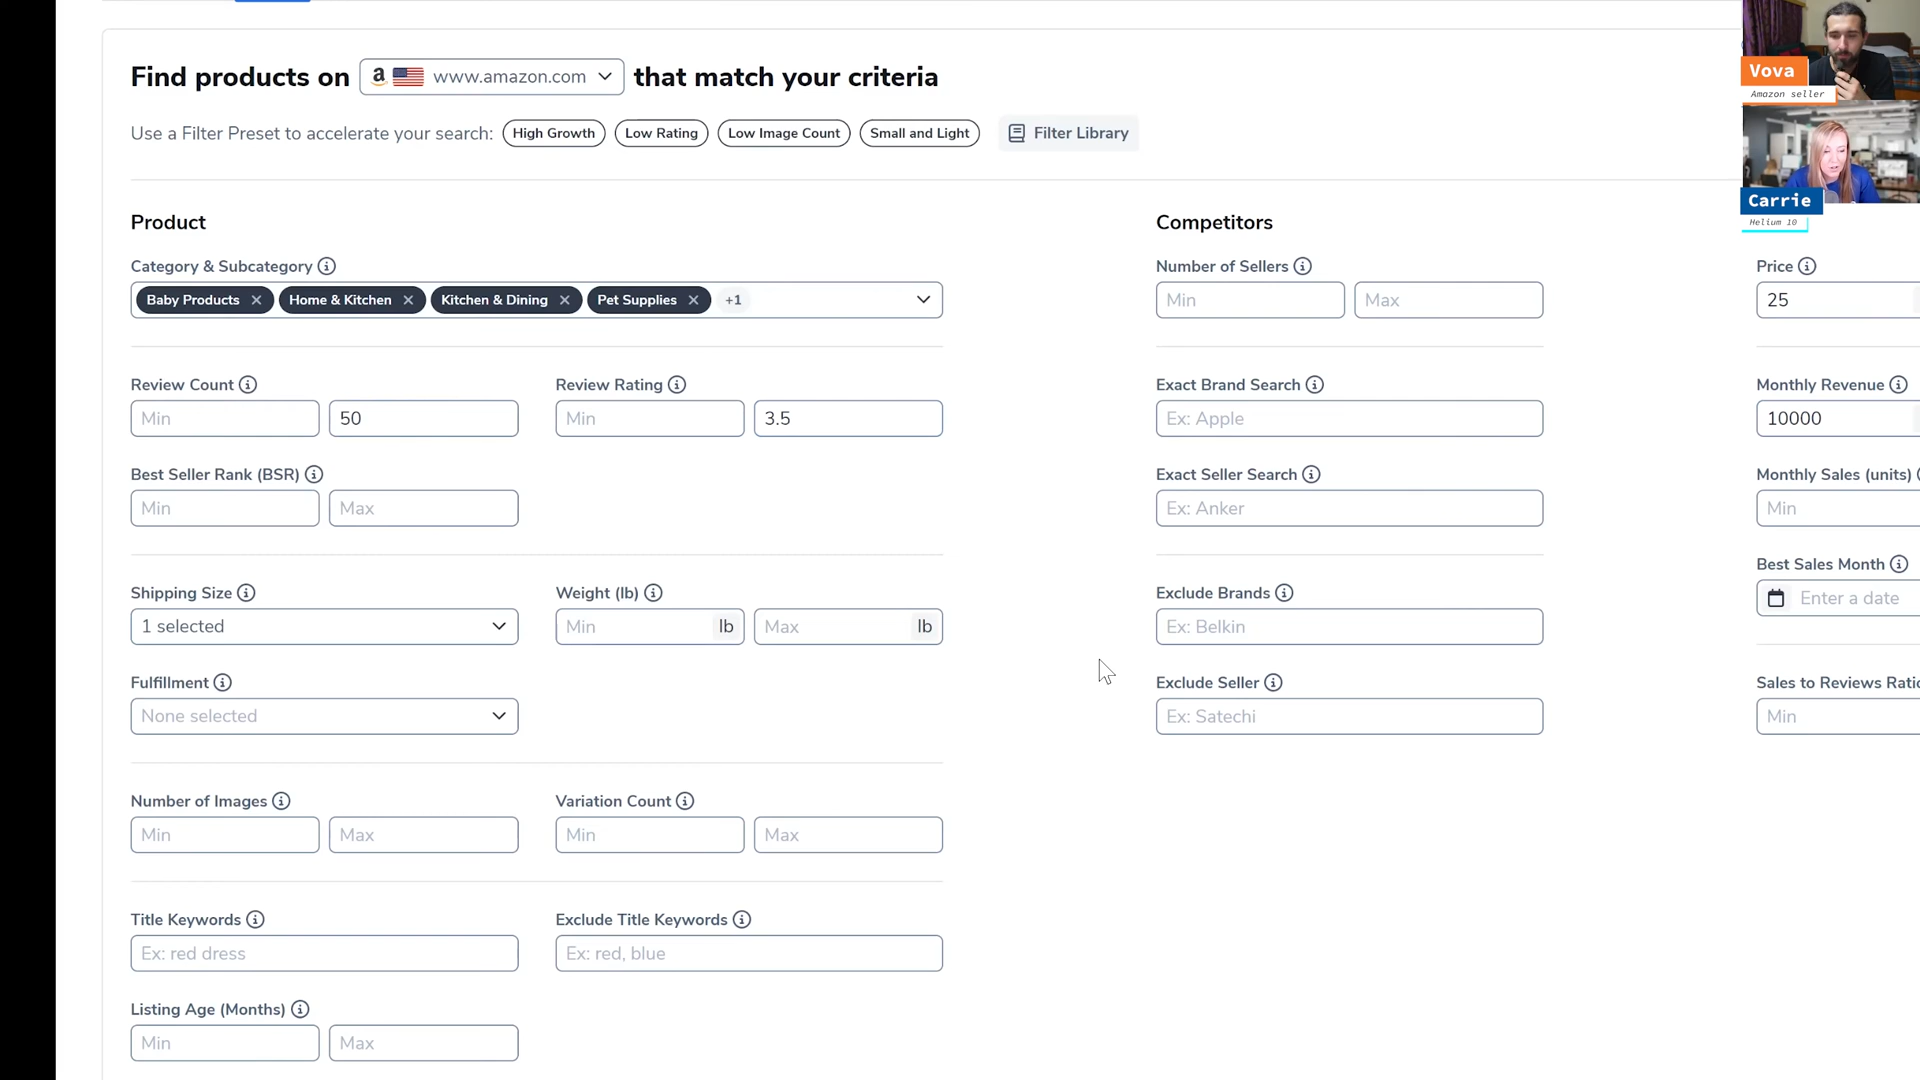 Find products on www.amazon.com that match your criteria
Use a Filter Preset to accelerate your search: High Growth Low Rating Low Image Count Small and Light Filter Library
Vova
Amazon seller
Carrie
Helium 10
Product
Category & Subcategory
Baby Products Home & Kitchen Kitchen & Dining Pet Supplies +1
Review Count Review Rating
Min 50 Min 3.5
Best Seller Rank (BSR)
Min Max
Shipping Size Weight (lb)
1 selected Min lb Max lb
Fulfillment
None selected
Number of Images Variation Count
Min Max Min Max
Title Keywords Exclude Title Keywords
Ex: red dress Ex: red, blue
Listing Age (Months)
Min Max
Competitors
Number of Sellers
Min Max
Exact Brand Search
Ex: Apple
Exact Seller Search
Ex: Anker
Exclude Brands
Ex: Belkin
Exclude Seller
Ex: Satechi
Price
25
Monthly Revenue
10000
Monthly Sales (units)
Min
Best Sales Month
Enter a date
Sales to Reviews Ratio
Min